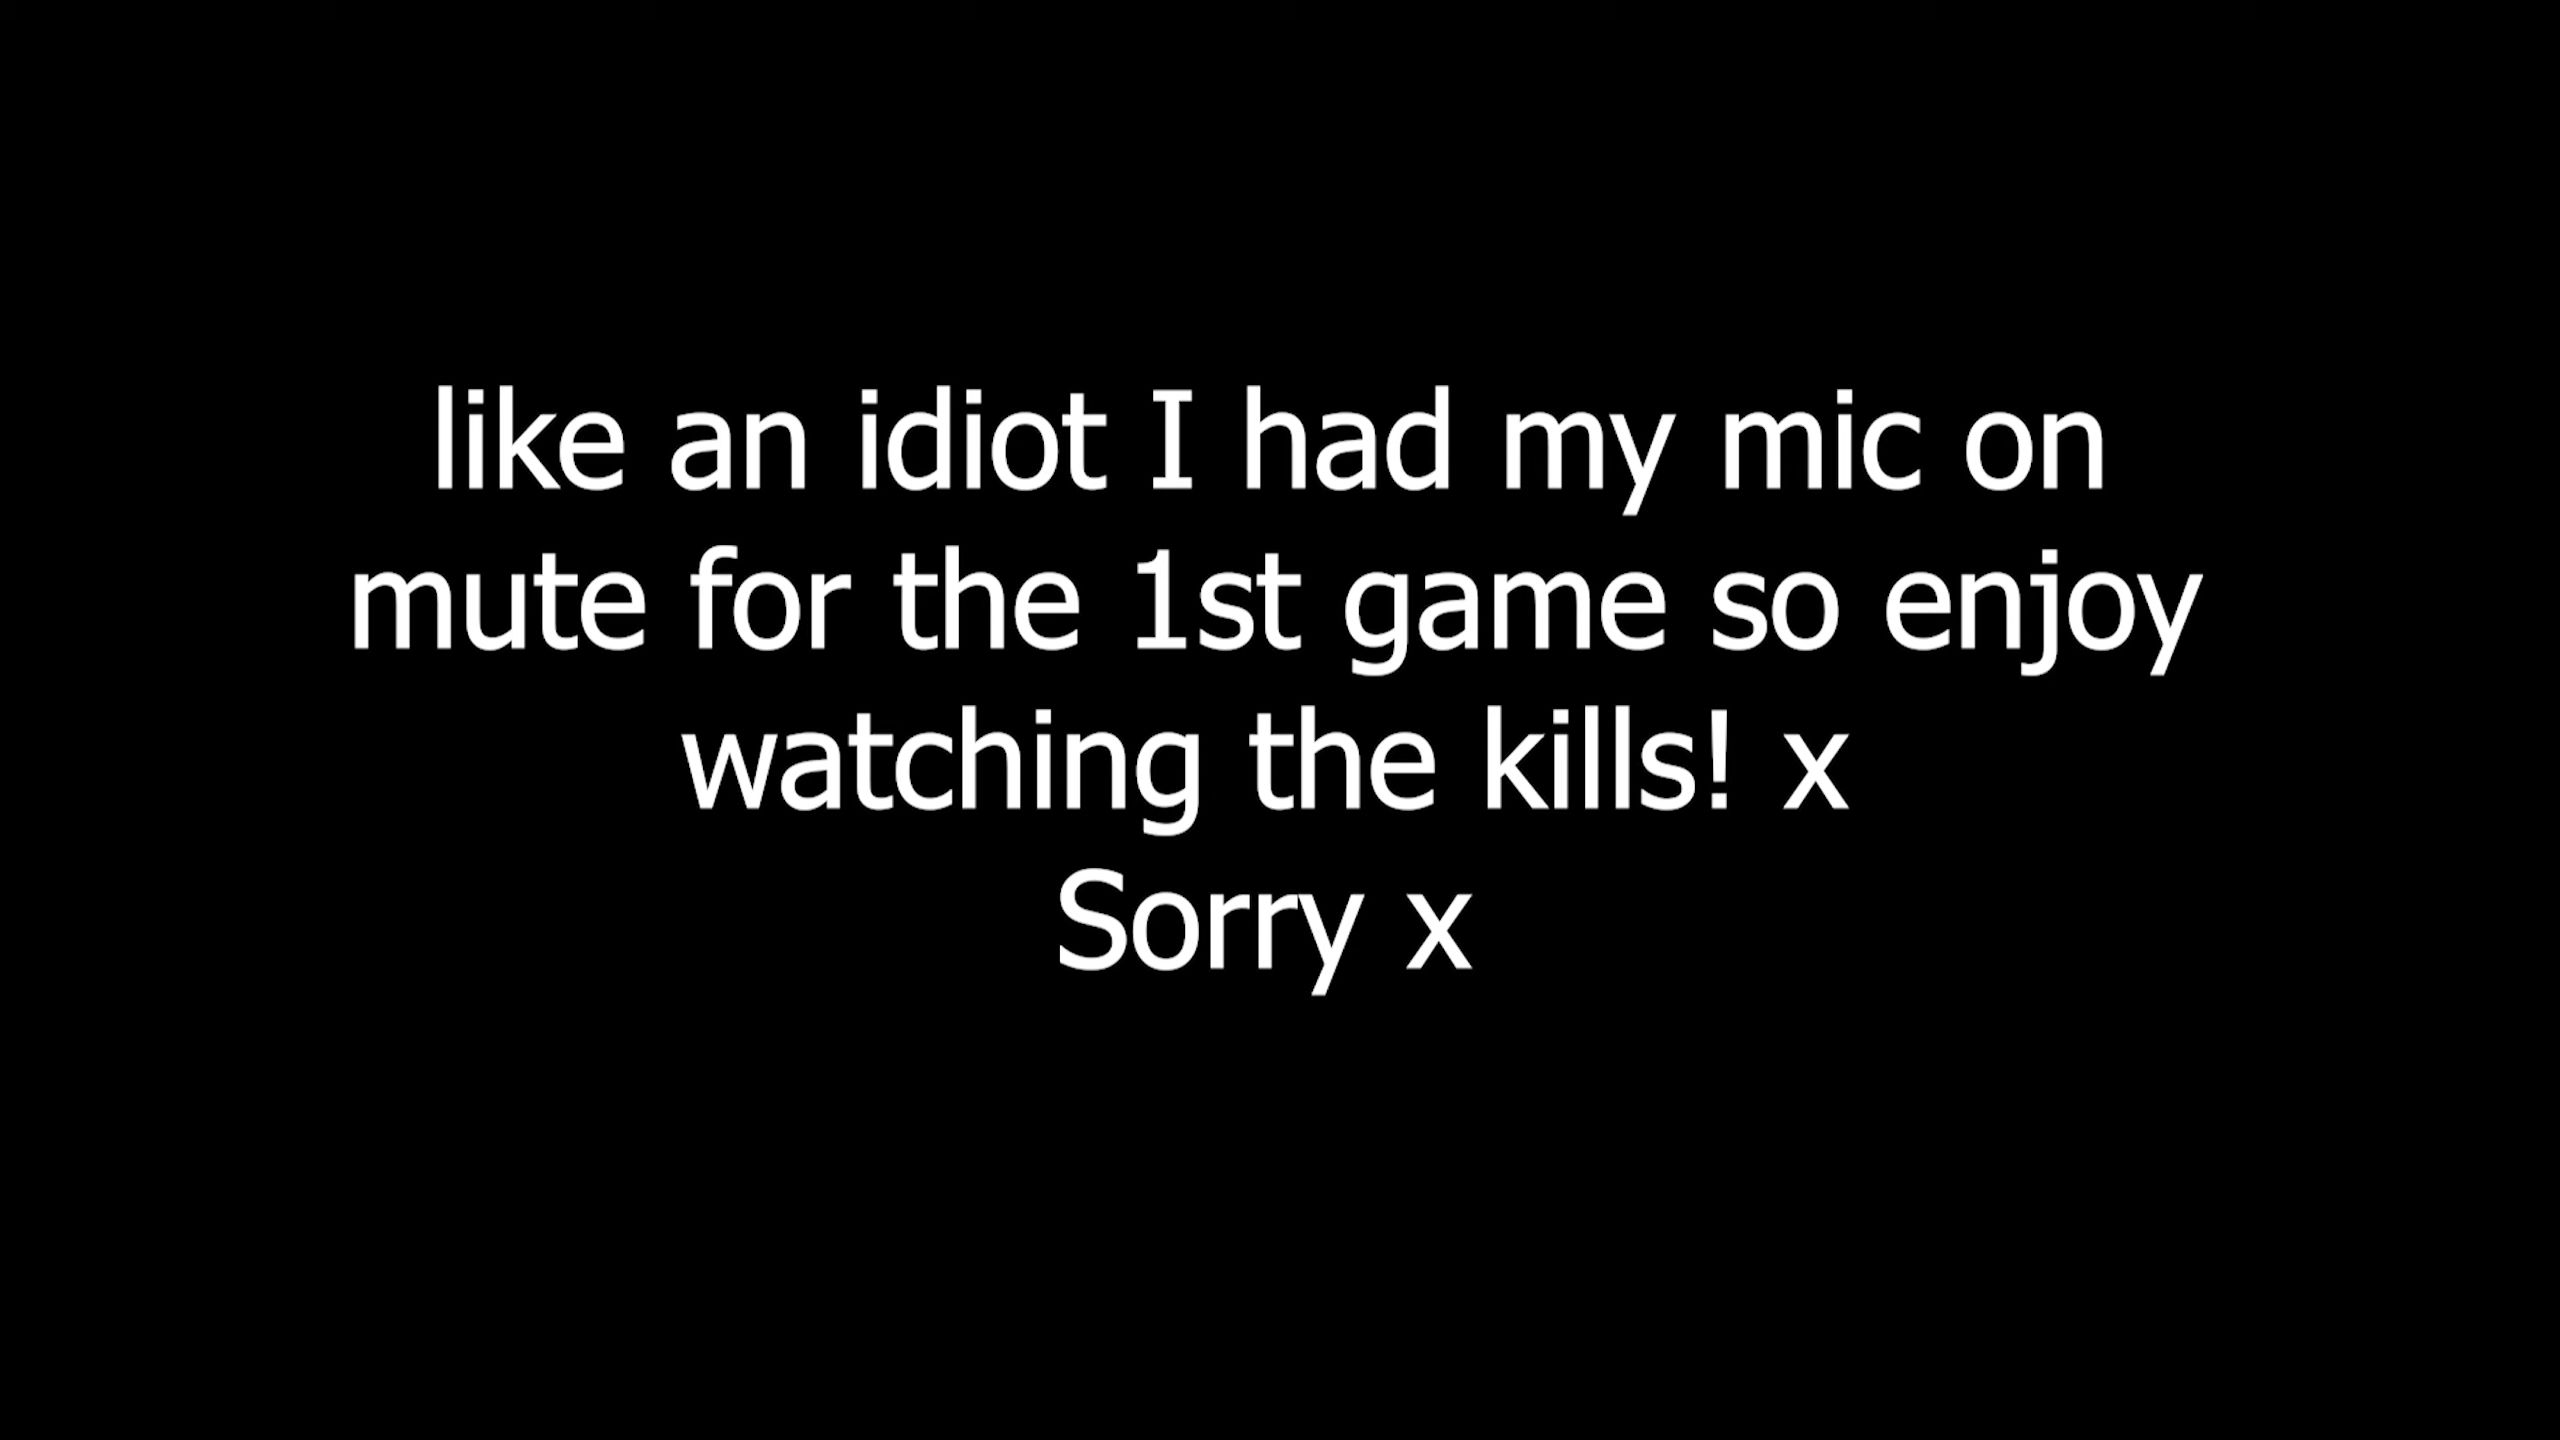 like an idiot I had my mic on
mute for the 1st game so enjoy
watching the kills! x
Sorry x